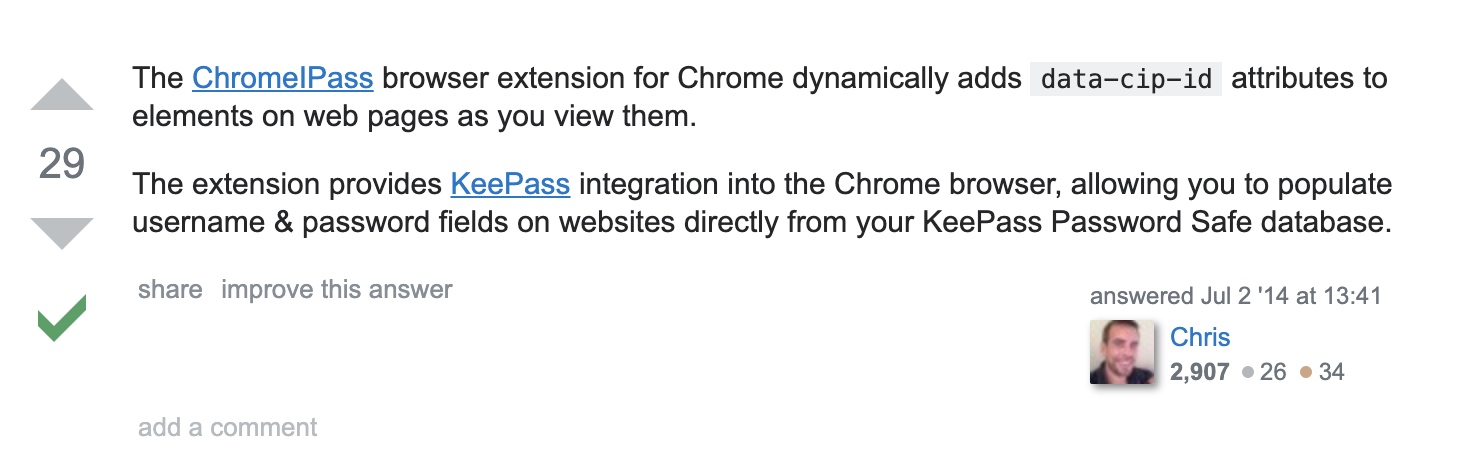 The ChromeIPass browser extension for Chrome dynamically adds data-cip-id attributes to
elements on web pages as you view them.
29
The extension provides KeePass integration into the Chrome browser, allowing you to populate
username & password fields on websites directly from your KeePass Password Safe database.
share improve this answer
answered Jul 2 '14 at 13:41
Chris
2,907 26 34
add a comment